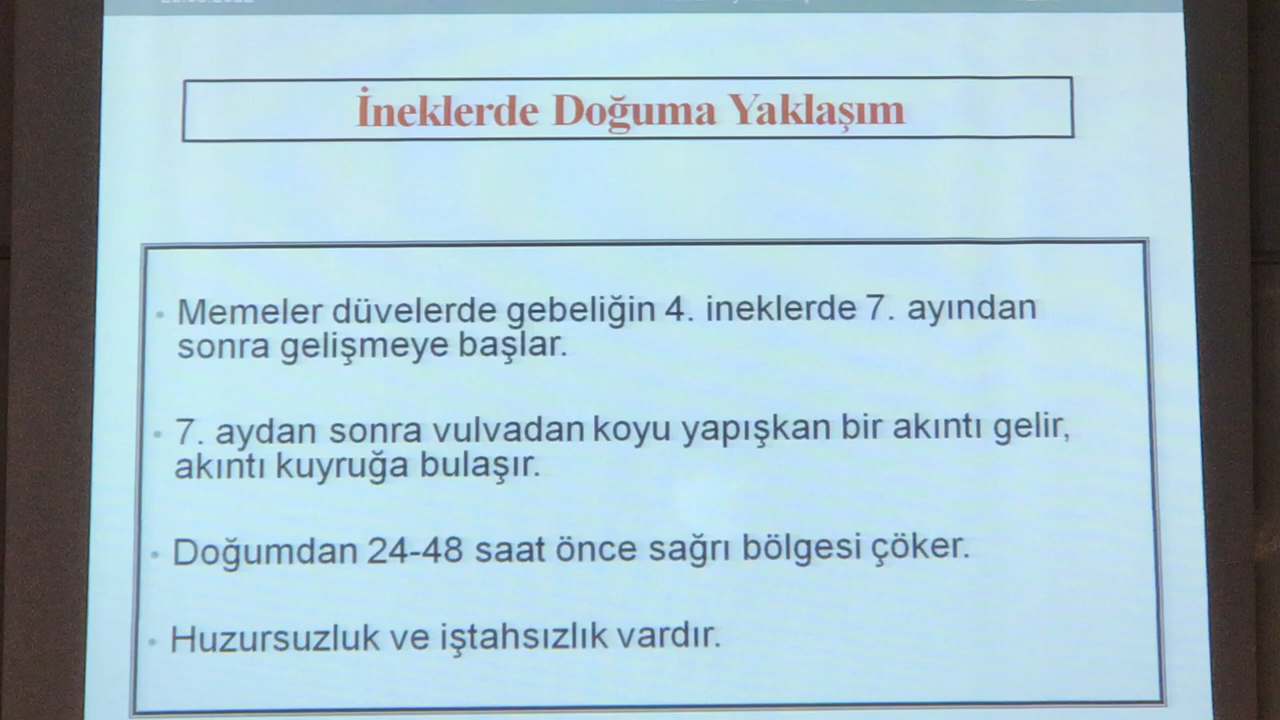 İneklerde Doğuma Yaklaşım
• Memeler düvelerde gebeliğin 4. ineklerde 7. ayından
sonra gelişmeye başlar.
• 7. aydan sonra vulvadan koyu yapışkan bir akıntı gelir,
akıntı kuyruğa bulaşır.
• Doğumdan 24-48 saat önce sağrı bölgesi çöker.
• Huzursuzluk ve iştahsızlık vardır.